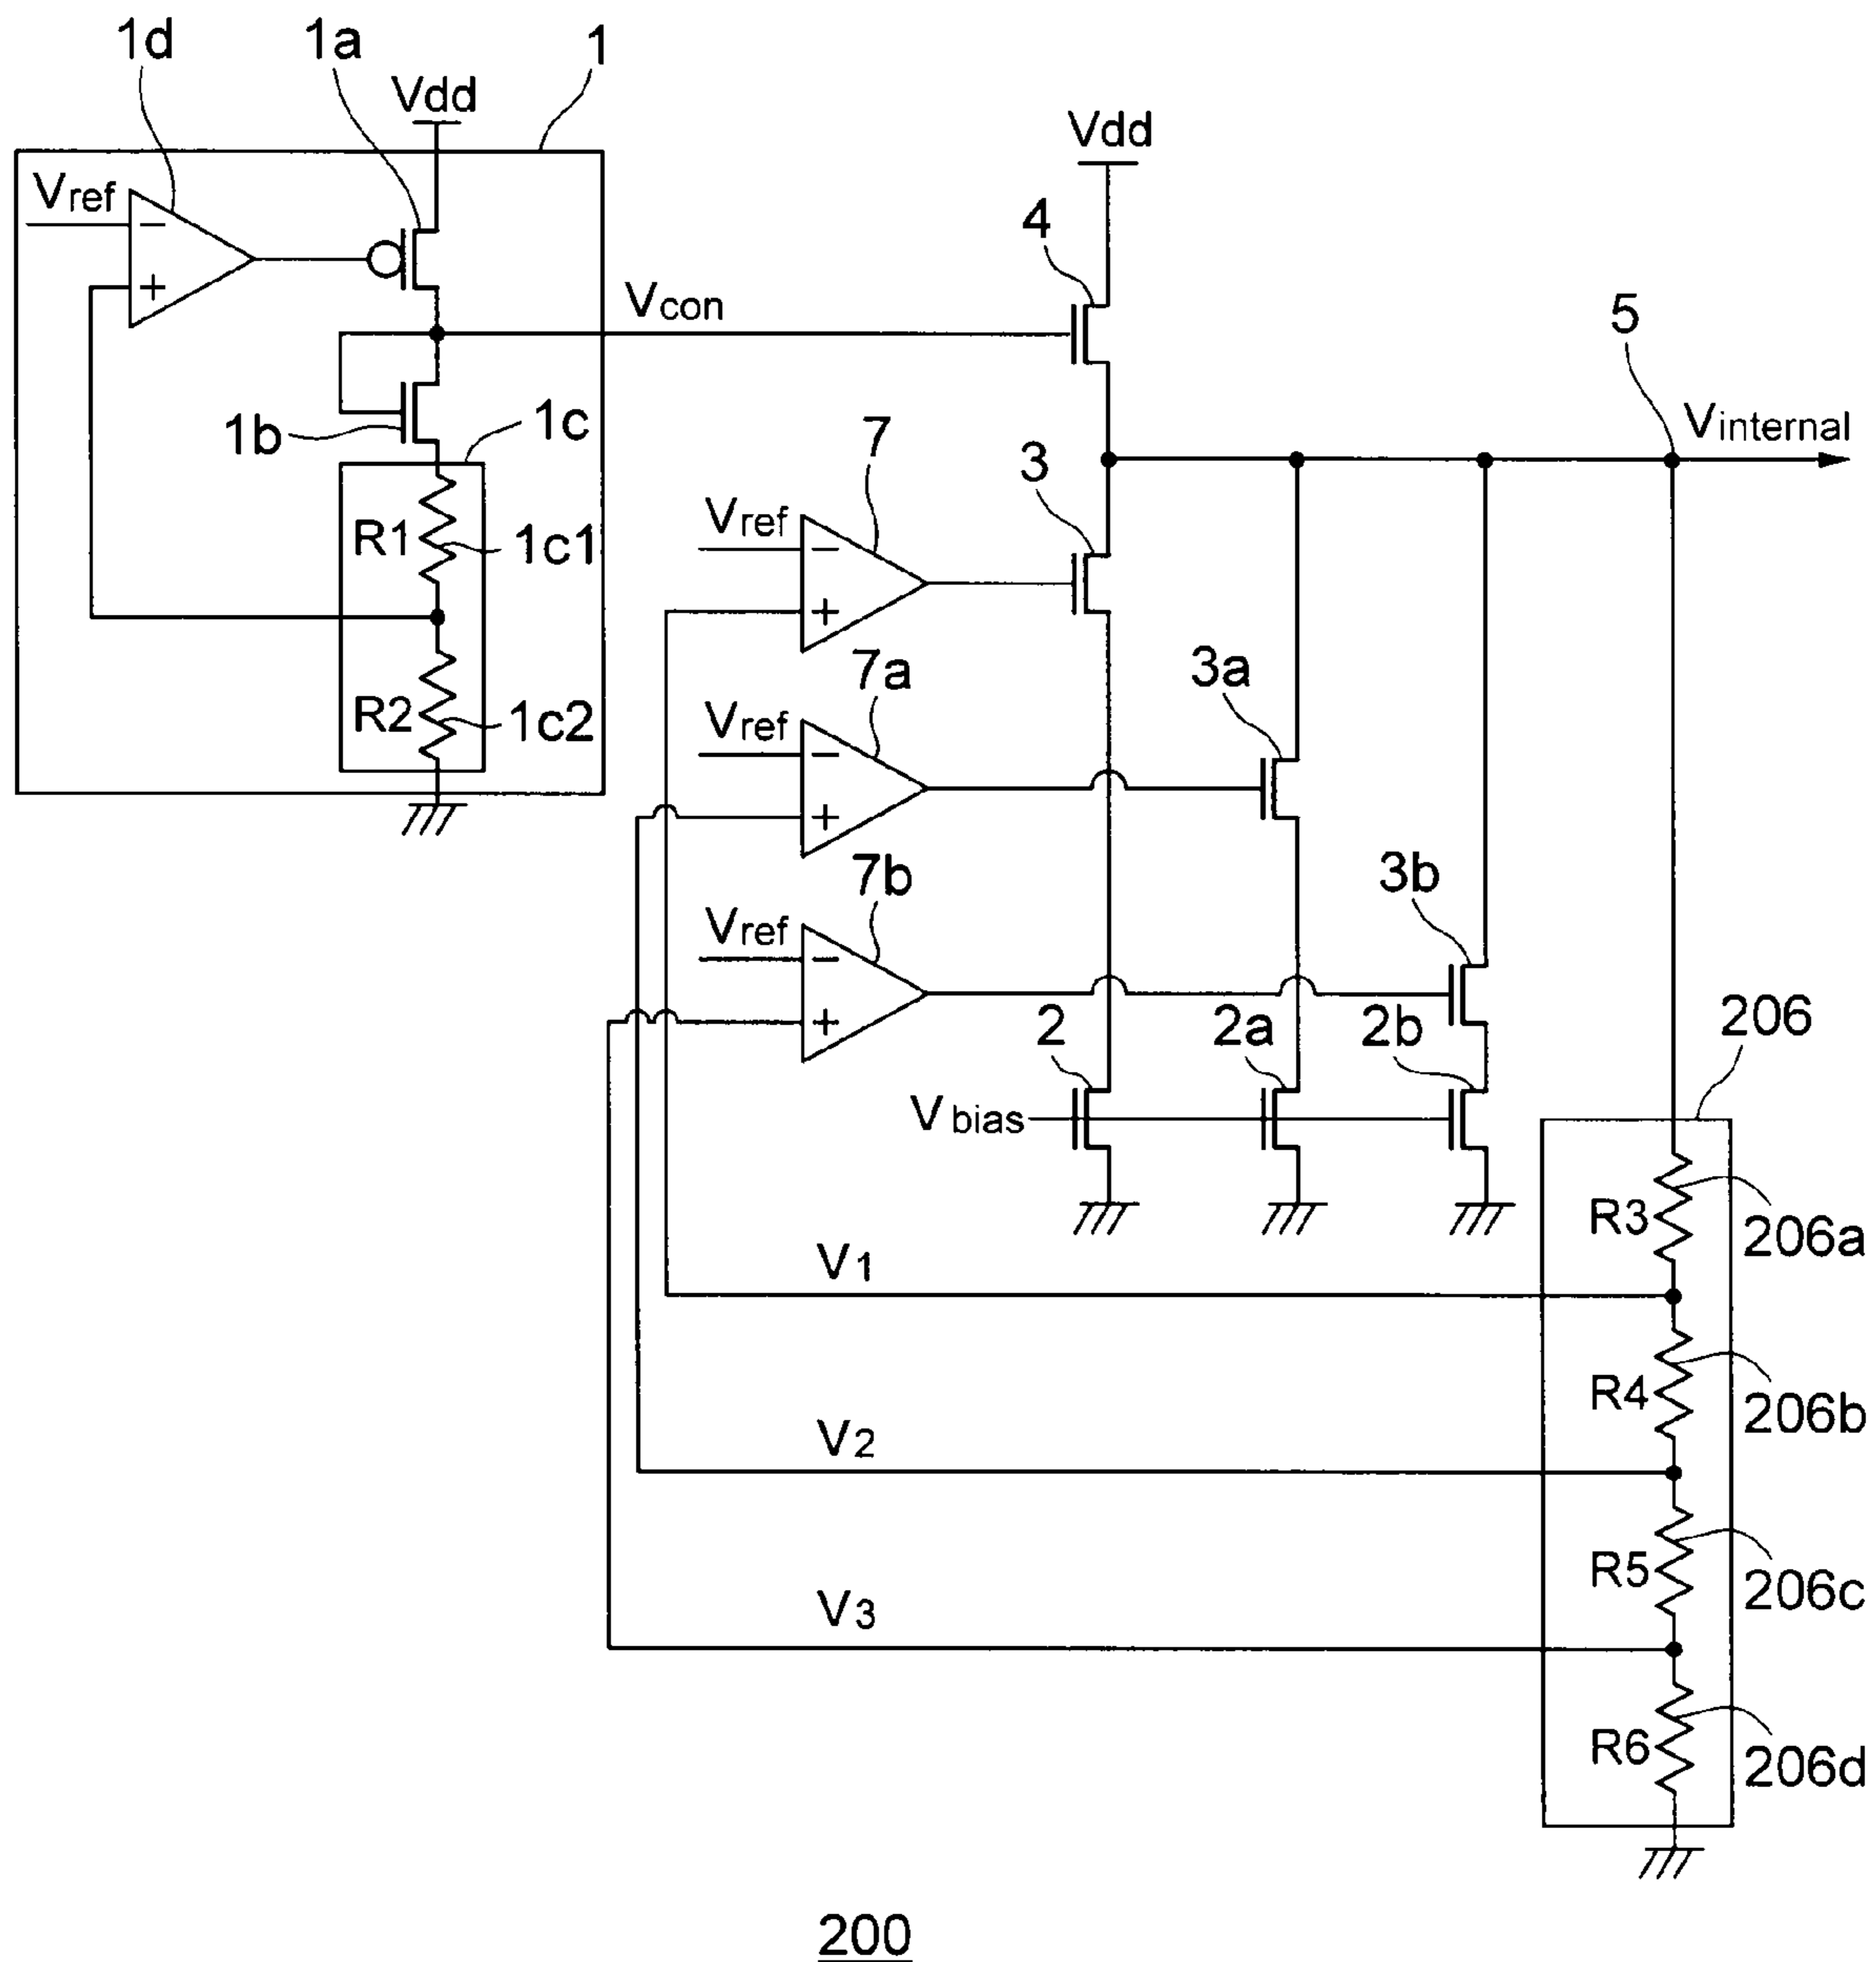 1d
1a
1
Vdd
Vdd
Vref
−
+
4
Vcon
5
Vinternal
1b
1c
7
3
R1
1c1
Vref
−
+
R2
1c2
7a
3a
Vref
−
+
7b
3b
Vref
−
+
2
2a
2b
206
Vbias
R3
206a
V1
R4
206b
V2
R5
206c
V3
R6
206d
200